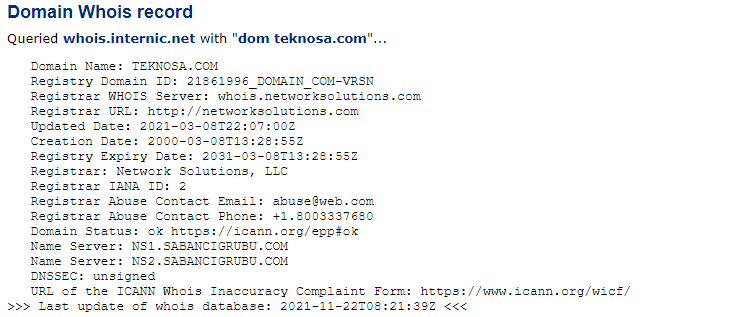 Domain Whois record
Queried whois.internic.net with "dom teknosa.com"...
Domain Name: TEKNOSA.COM
Registry Domain ID: 21861996_DOMAIN_COM-VRSN
Registrar WHOIS Server: whois.networksolutions.com
Registrar URL: http://networksolutions.com
Updated Date: 2021-03-08T22:07:00Z
Creation Date: 2000-03-08T13:28:55Z
Registry Expiry Date: 2031-03-08T13:28:55Z
Registrar: Network Solutions, LLC
Registrar IANA ID: 2
Registrar Abuse Contact Email: abuse@web.com
Registrar Abuse Contact Phone: +1.8003337680
Domain Status: ok https://icann.org/epp#ok
Name Server: NS1.SABANCIGRUBU.COM
Name Server: NS2.SABANCIGRUBU.COM
DNSSEC: unsigned
URL of the ICANN Whois Inaccuracy Complaint Form: https://www.icann.org/wicf/
>>> Last update of whois database: 2021-11-22T08:21:39Z <<<